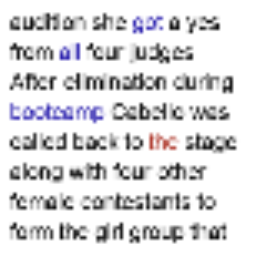 audition she got a yes
from all four judges
After elimination during
bootcamp Cabello was
called back to the stage
along with four other
female contestants to
form the girl group that